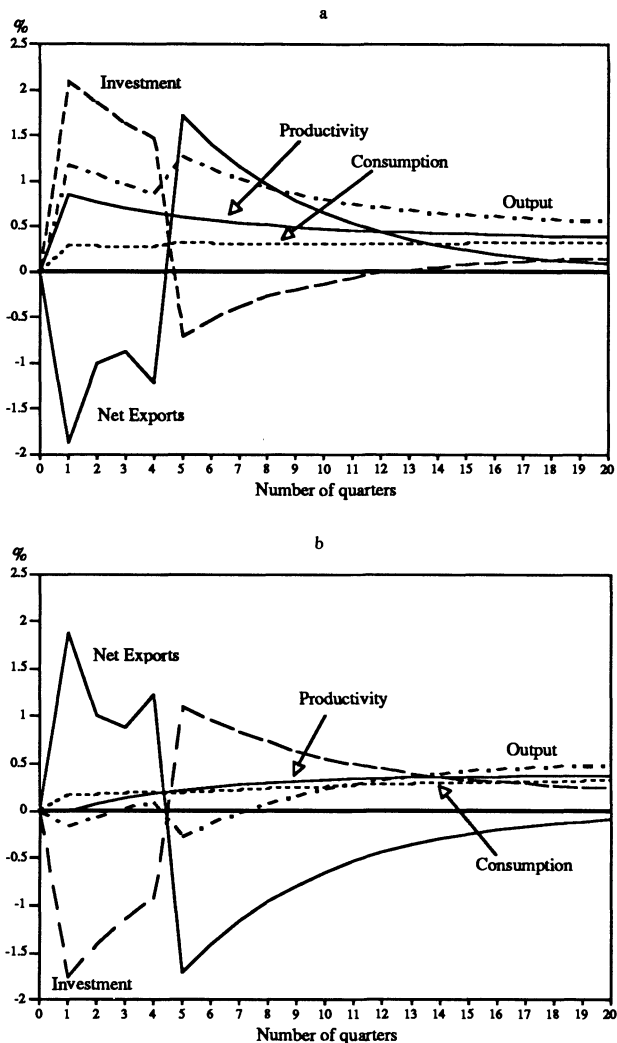 a
%
2.5
2
1.5
1
0.5
0
-0.5
-1
-1.5
-2
Investment
Productivity
Consumption
Output
Net Exports
0 1 2 3 4 5 6 7 8 9 10 11 12 13 14 15 16 17 18 19 20
Number of quarters
b
%
2.5
2
1.5
1
0.5
0
-0.5
-1
-1.5
-2
Net Exports
Productivity
Output
Consumption
Investment
0 1 2 3 4 5 6 7 8 9 10 11 12 13 14 15 16 17 18 19 20
Number of quarters